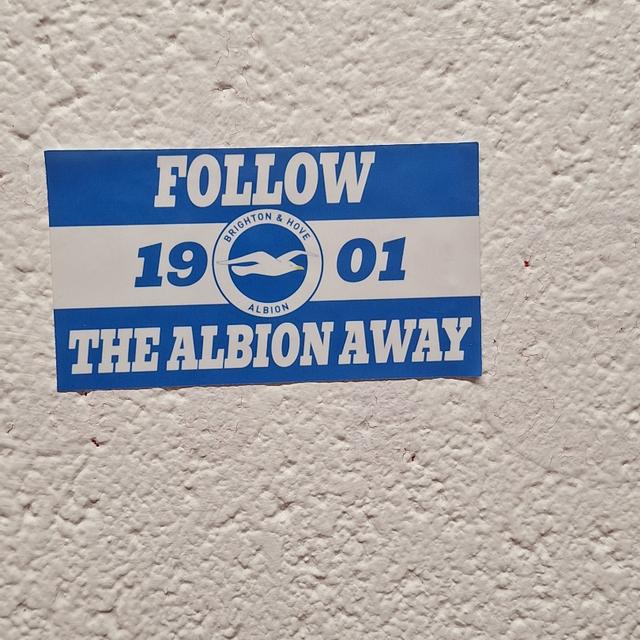 FOLLOW
19 01
BRIGHTON & HOVE
ALBION
THE ALBION AWAY